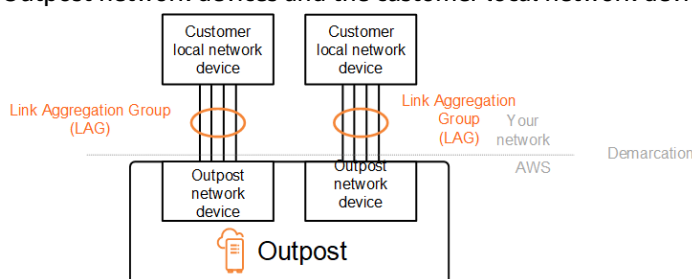 Outpost network devices and the customer local network dev
Customer
local network
device
Customer
local network
device
Link Aggregation Group
(LAG)
Link Aggregation
Group
(LAG)
Your
network
Demarcation
AWS
Outpost
network
device
Outpost
network
device
Outpost